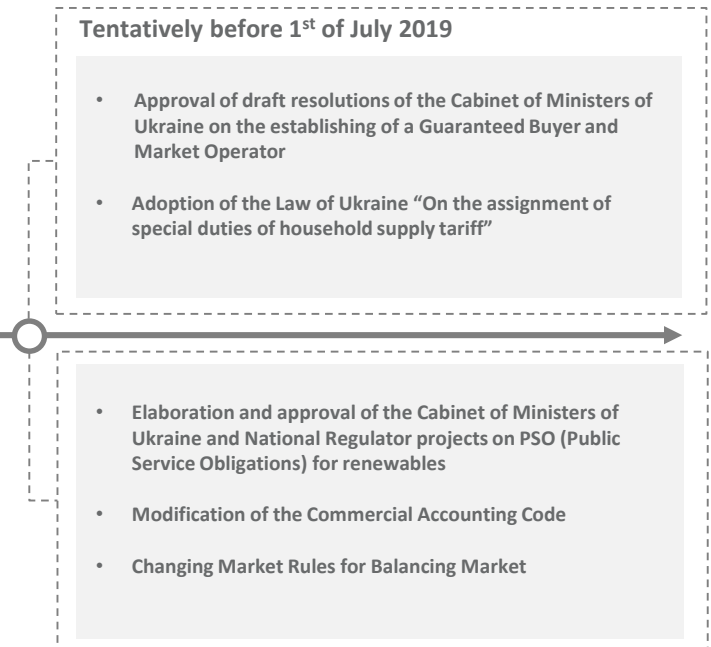 Tentatively before 1st of July 2019
• Approval of draft resolutions of the Cabinet of Ministers of
Ukraine on the establishing of a Guaranteed Buyer and
Market Operator
• Adoption of the Law of Ukraine “On the assignment of
special duties of household supply tariff”
• Elaboration and approval of the Cabinet of Ministers of
Ukraine and National Regulator projects on PSO (Public
Service Obligations) for renewables
• Modification of the Commercial Accounting Code
• Changing Market Rules for Balancing Market